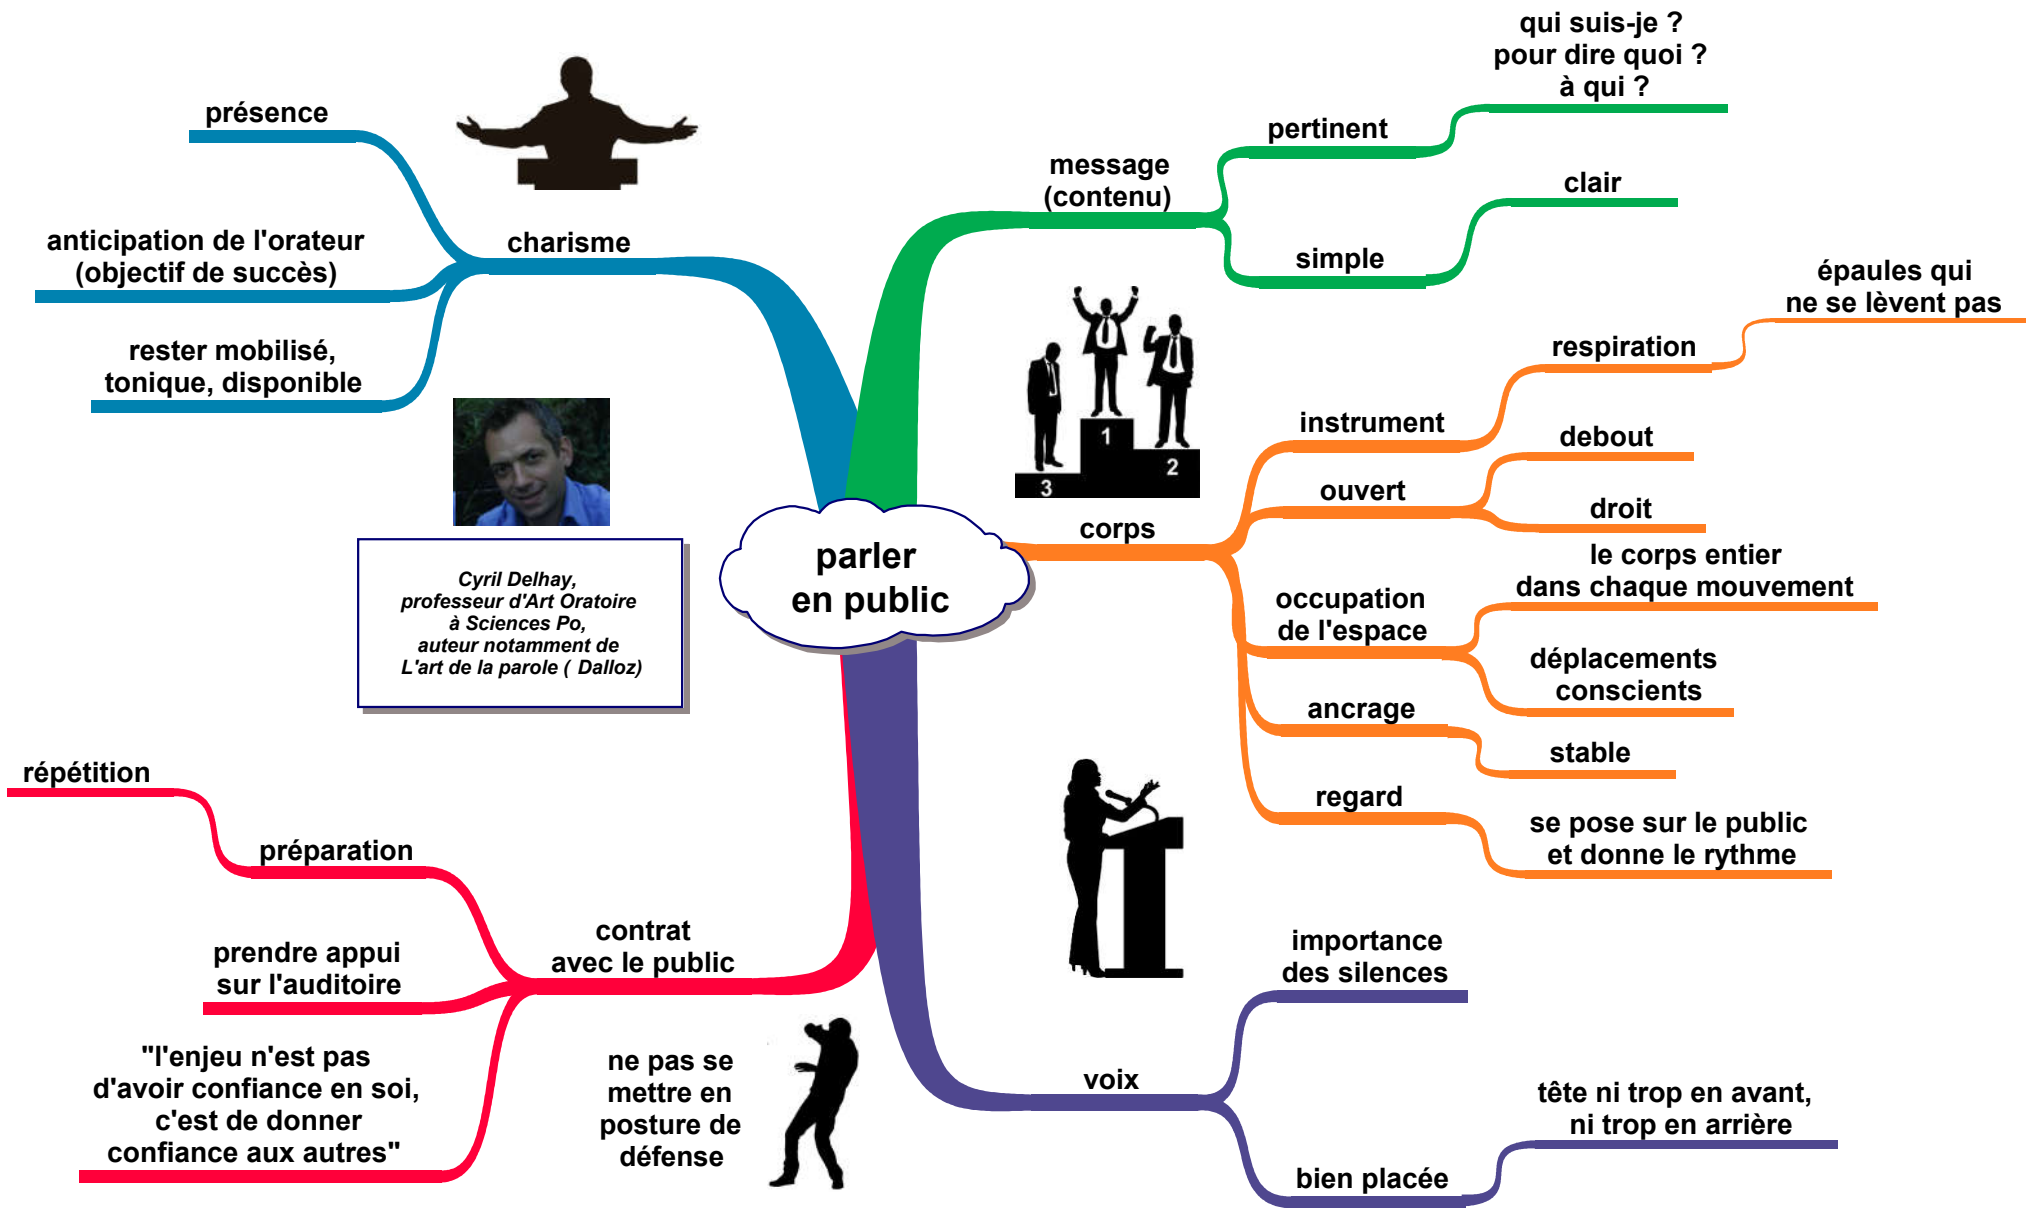 parler
en public
message
(contenu)
pertinent
qui suis-je ?
pour dire quoi ?
à qui ?
simple
clair
corps
instrument
respiration
épaules qui
ne se lèvent pas
ouvert
debout
droit
occupation
de l'espace
le corps entier
dans chaque mouvement
déplacements
conscients
ancrage
stable
regard
se pose sur le public
et donne le rythme
voix
importance
des silences
bien placée
tête ni trop en avant,
ni trop en arrière
contrat
avec le public
préparation
répétition
prendre appui
sur l'auditoire
"l'enjeu n'est pas
d'avoir confiance en soi,
c'est de donner
confiance aux autres"
charisme
présence
anticipation de l'orateur
(objectif de succès)
rester mobilisé,
tonique, disponible
Cyril Delhay,
professeur d'Art Oratoire
à Sciences Po,
auteur notamment de
L'art de la parole ( Dalloz)
ne pas se
mettre en
posture de
défense
1
2
3